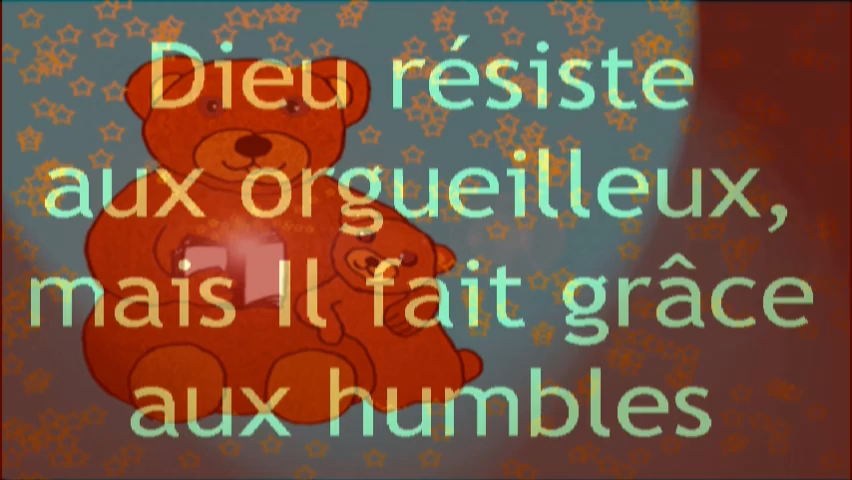 Dieu résiste
aux orgueilleux,
mais Il fait grâce
aux humbles